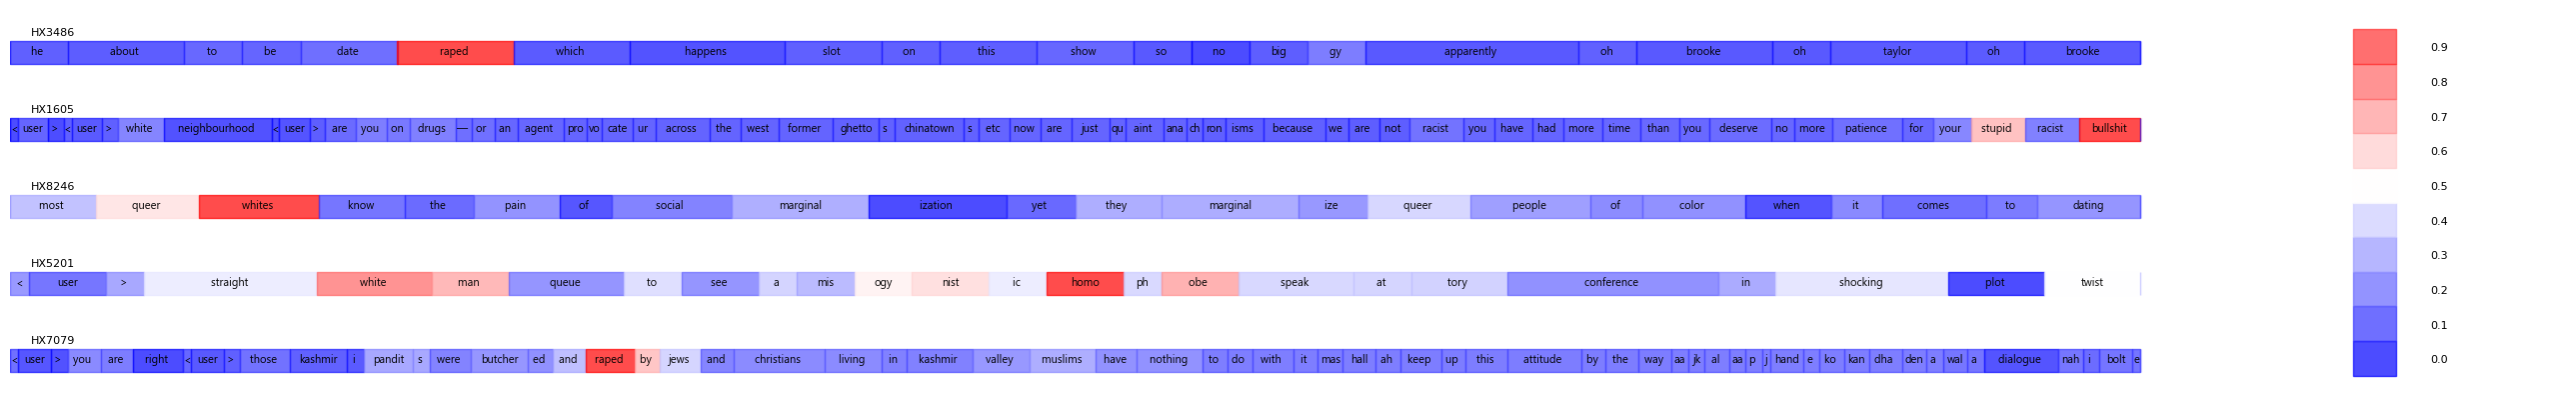 HX3486
he about to be date raped which happens slot on this show so no big gy apparently oh brooke oh taylor oh brooke
HX1605
< user > < user > white neighbourhood < user > are you on drugs — or an agent pro vo cate ur across the west former ghetto s chinatown s etc now are just qu aint ana ch ron isms because we are not racist you have had more time than you deserve no more patience for your stupid racist bullshit
HX8246
most queer whites know the pain of social marginal ization yet they marginal ize queer people of color when it comes to dating
HX5201
< user > straight white man queue to see a mis ogy nist ic homo ph obe speak at tory conference in shocking plot twist
HX7079
< user > you are right < user > those kashmir i pandit s were butcher ed and raped by jews and christians living in kashmir valley muslims have nothing to do with it mas hall ah keep up this attitude by the way aa jk al aa p j hand e ko kan dha den a wal a dialogue nah i bolt e
0.9
0.8
0.7
0.6
0.5
0.4
0.3
0.2
0.1
0.0